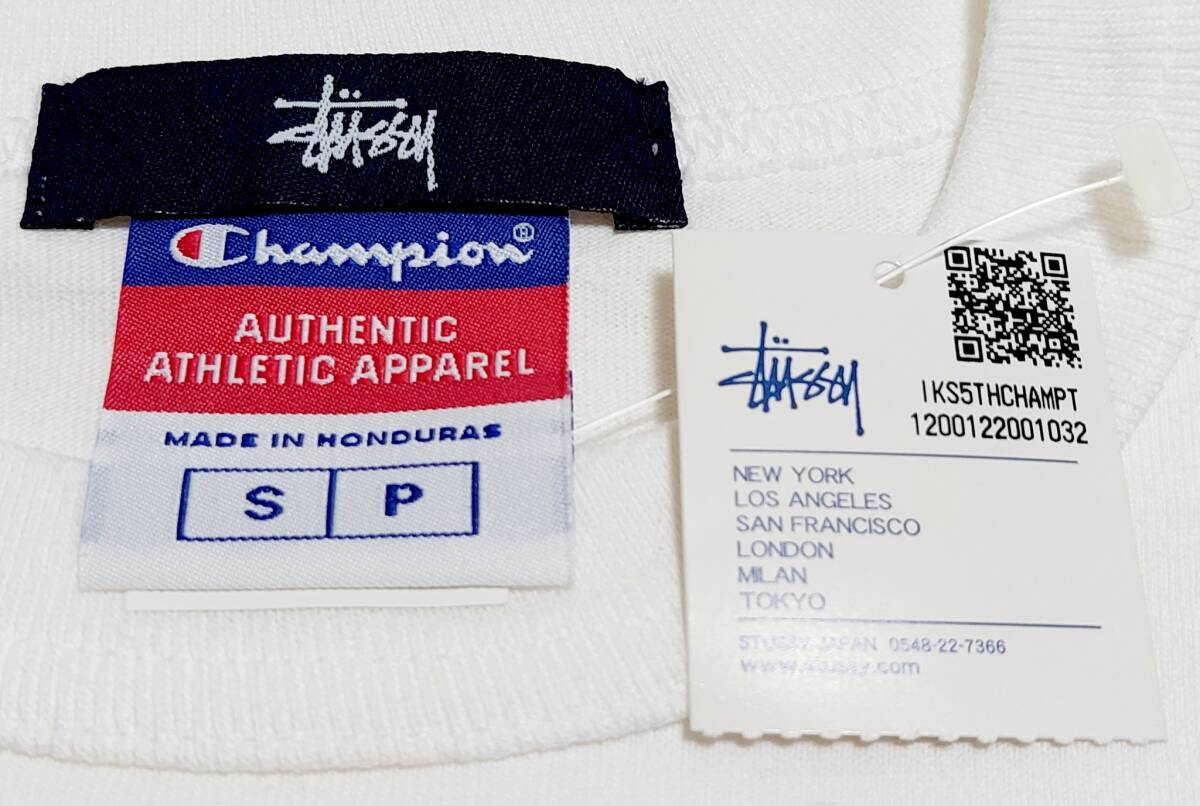 Stüssy
Champion®
AUTHENTIC
ATHLETIC APPAREL
MADE IN HONDURAS
S P
IKS5THCHAMPT
1200122001032
Stüssy
NEW YORK
LOS ANGELES
SAN FRANCISCO
LONDON
MILAN
TOKYO
STUSSY JAPAN 0548-22-7366
www.stussy.com